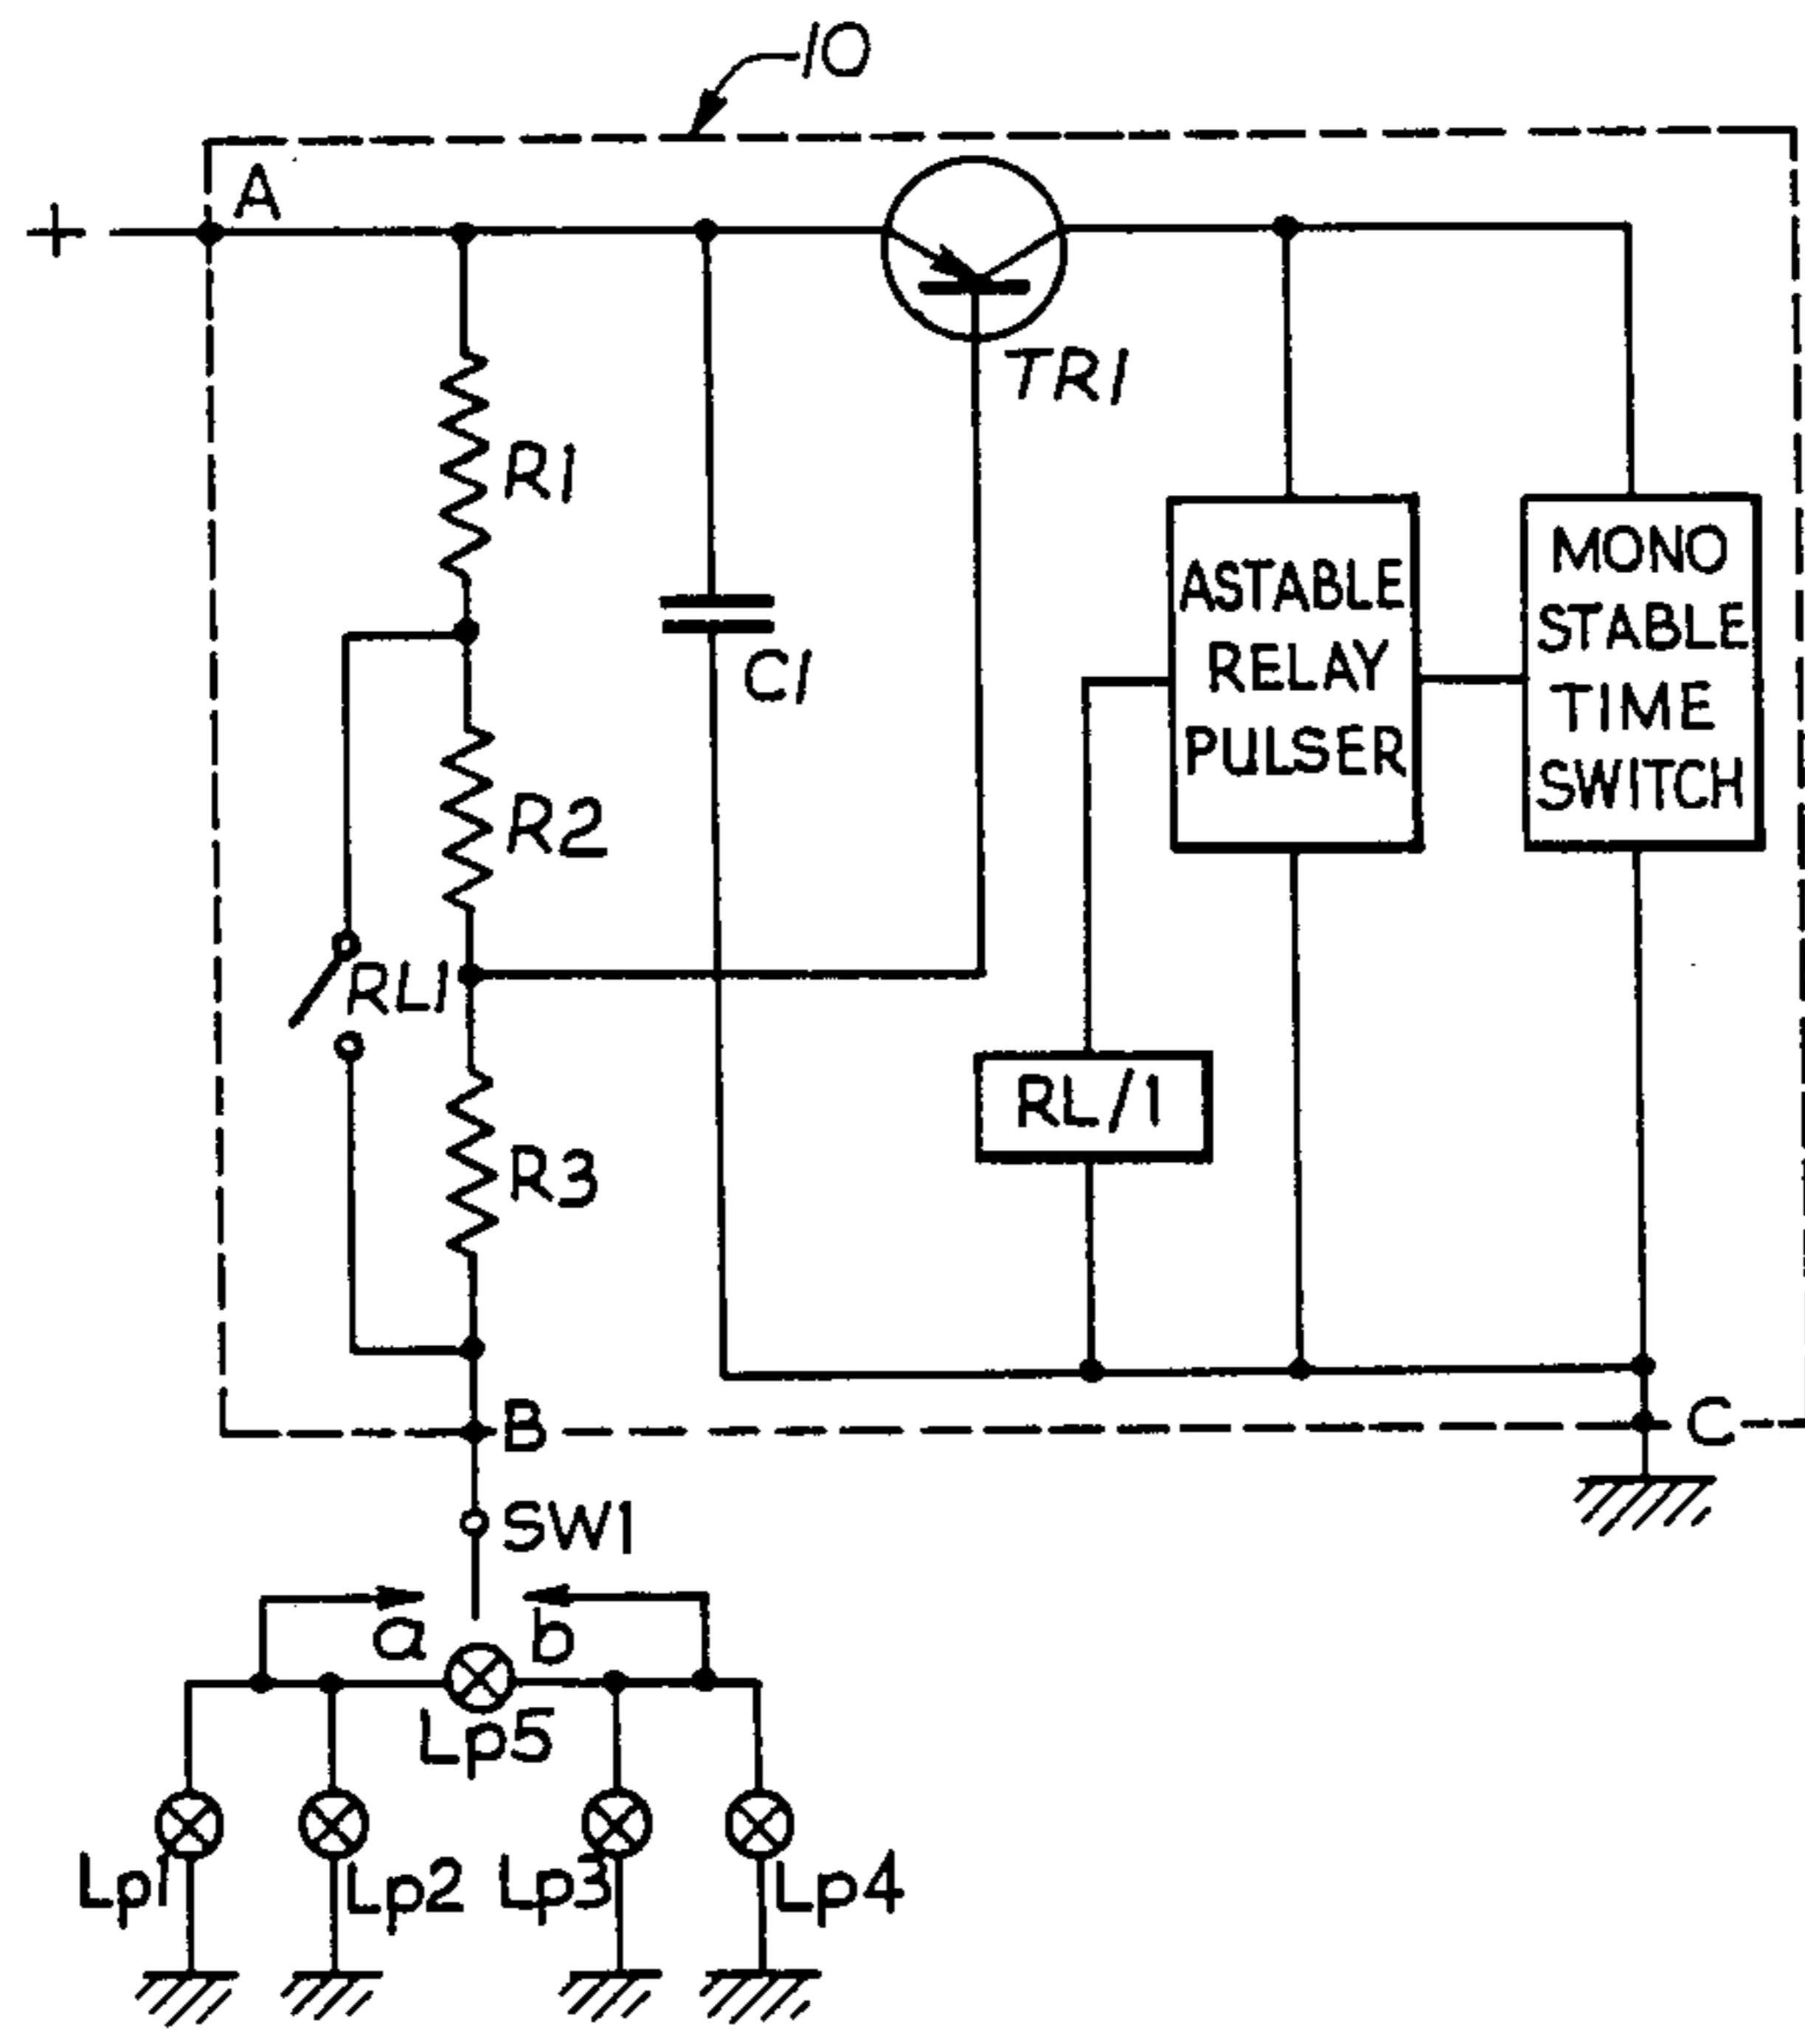 10
+
A
TR1
R1
ASTABLE
RELAY
PULSER
MONO
STABLE
TIME
SWITCH
C1
R2
RL1
RL/1
R3
B
C
SW1
a
b
Lp5
Lp1
Lp2
Lp3
Lp4